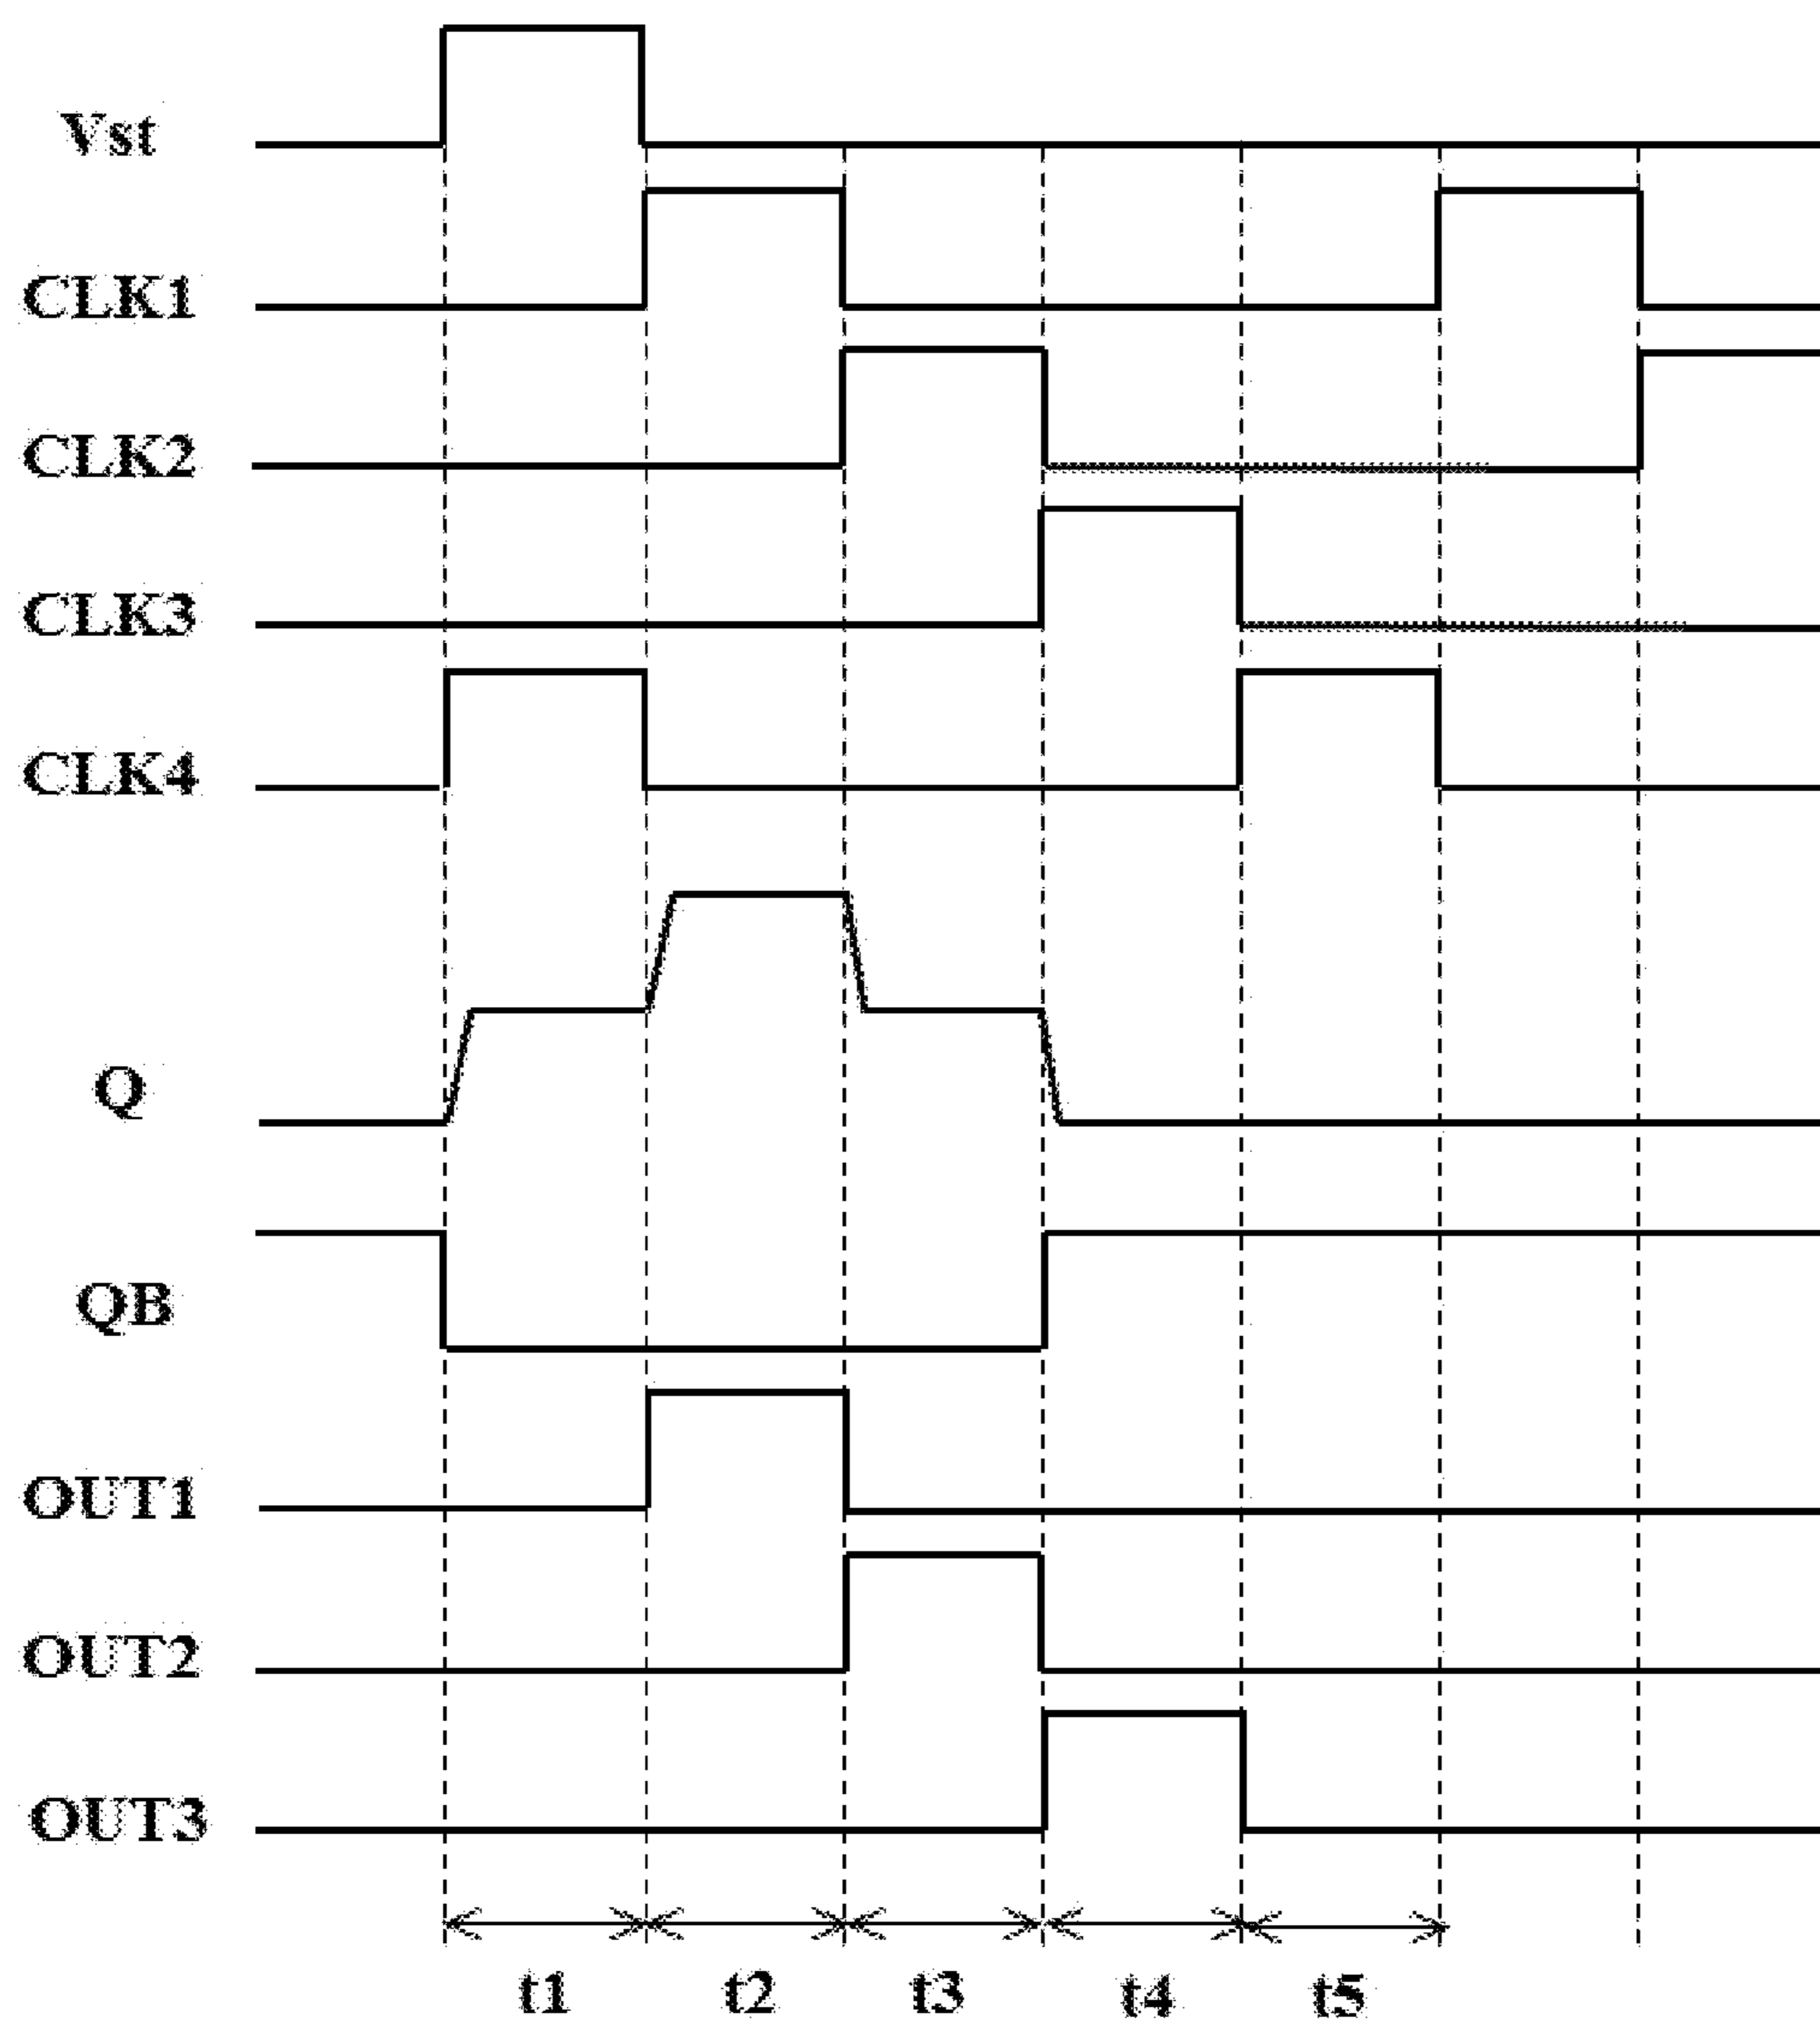 Vst
CLK1
CLK2
CLK3
CLK4
Q
QB
OUT1
OUT2
OUT3
t1 t2 t3 t4 t5